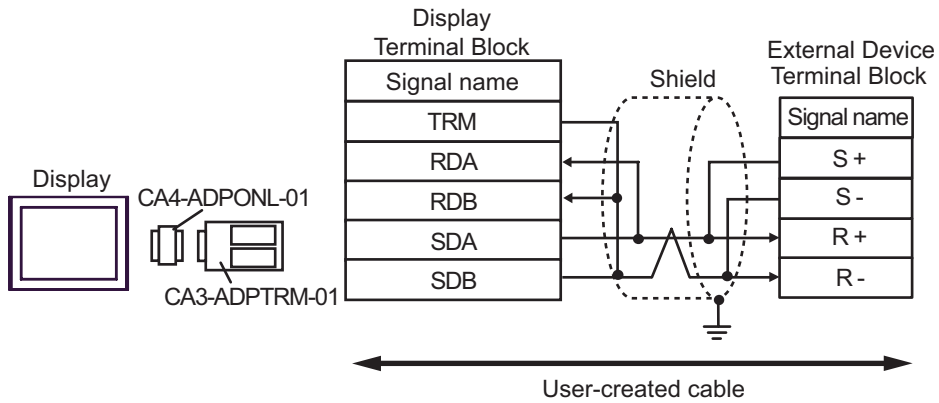 Display
Terminal Block
Signal name
TRM
RDA
RDB
SDA
SDB
Shield
External Device
Terminal Block
Signal name
S +
S -
R +
R -
Display
CA4-ADPONL-01
CA3-ADPTRM-01
User-created cable